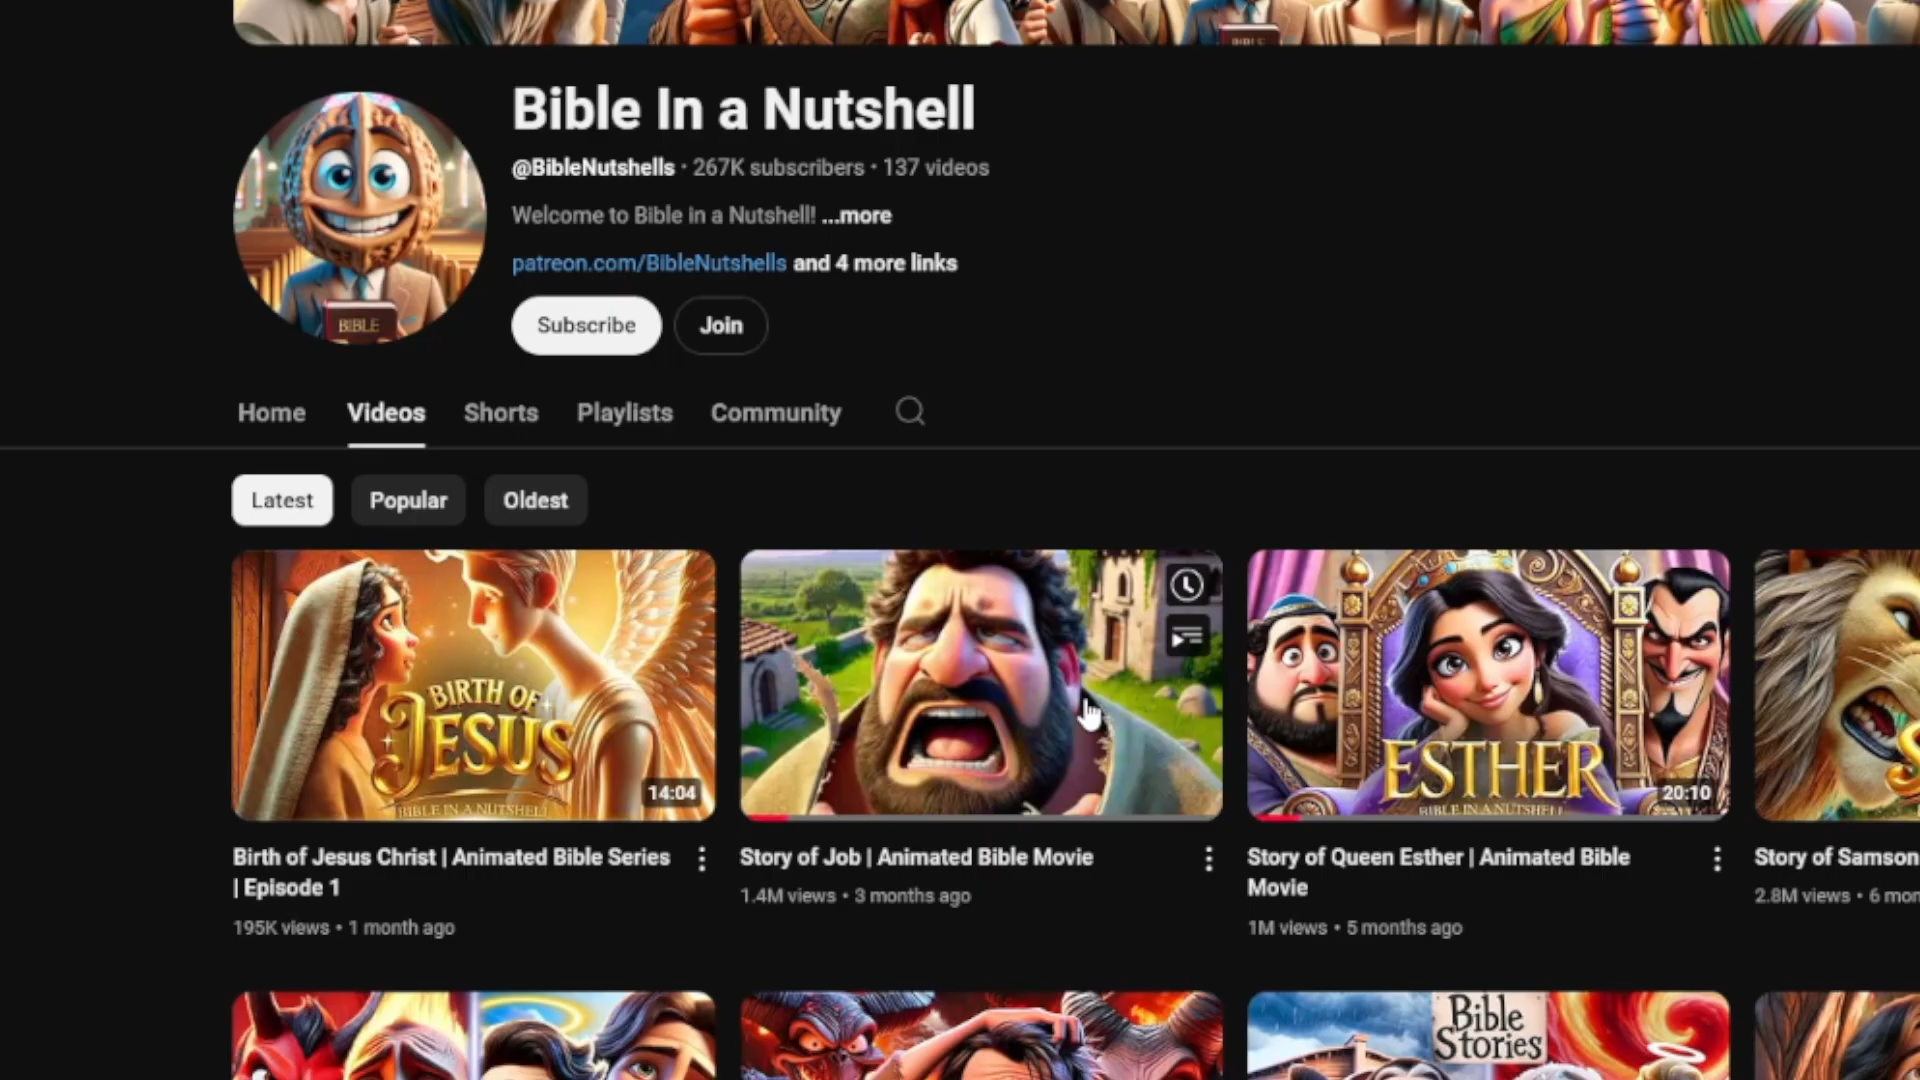 BIBLE
Bible In a Nutshell
@BibleNutshells · 267K subscribers · 137 videos
Welcome to Bible in a Nutshell! ...more
patreon.com/BibleNutshells and 4 more links
BIBLE
Subscribe
Join
Home
Videos
Shorts
Playlists
Community
Latest
Popular
Oldest
BIRTH OF
JESUS
BIBLE IN A NUTSHELL
14:04
ESTHER
BIBLE IN A NUTSHELL
20:10
Birth of Jesus Christ | Animated Bible Series
| Episode 1
195K views • 1 month ago
Story of Job | Animated Bible Movie
1.4M views • 3 months ago
Story of Queen Esther | Animated Bible
Movie
1M views • 5 months ago
Story of Samson
2.8M views • 6 mon
Bible
Stories